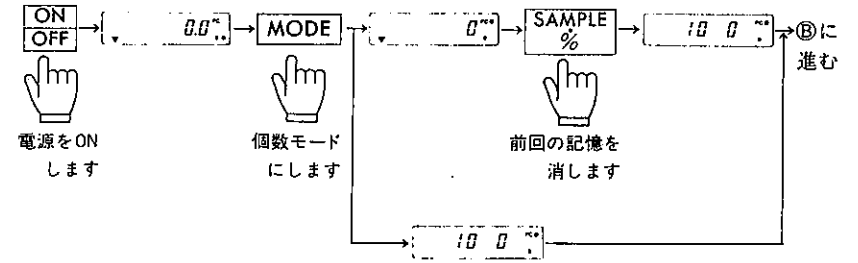 ON
OFF
0.0
MODE
0
SAMPLE
%
10 0
Ⓑに
進む
電源をON
します
個数モード
にします
前回の記憶を
消します
10 0